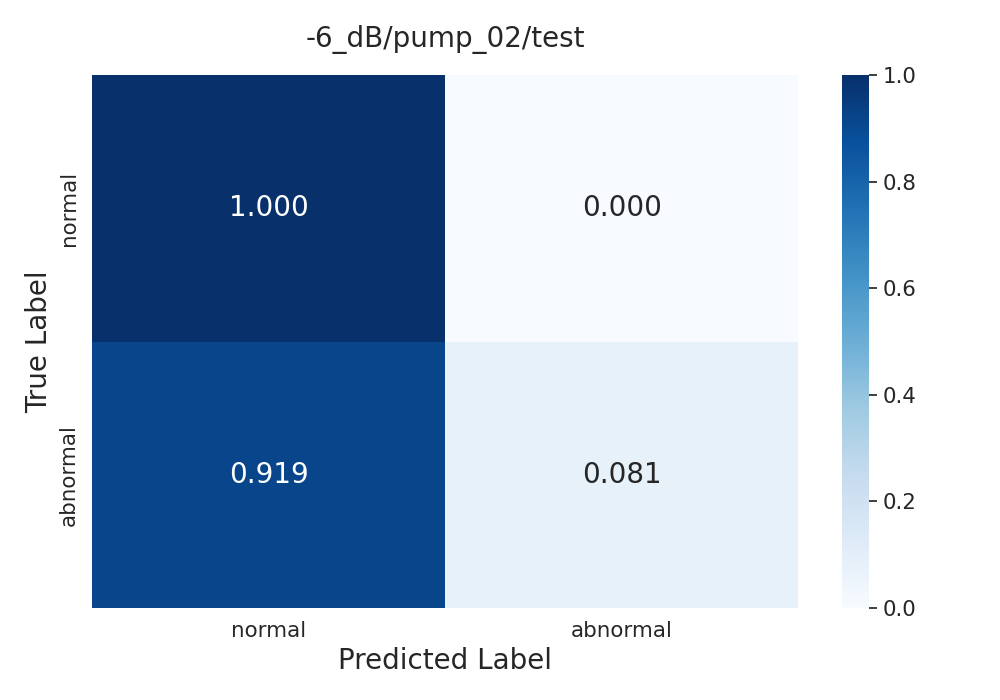 -6_dB/pump_02/test
True Label
normal
abnormal
1.000
0.000
0.919
0.081
normal
abnormal
Predicted Label
1.0
0.8
0.6
0.4
0.2
0.0